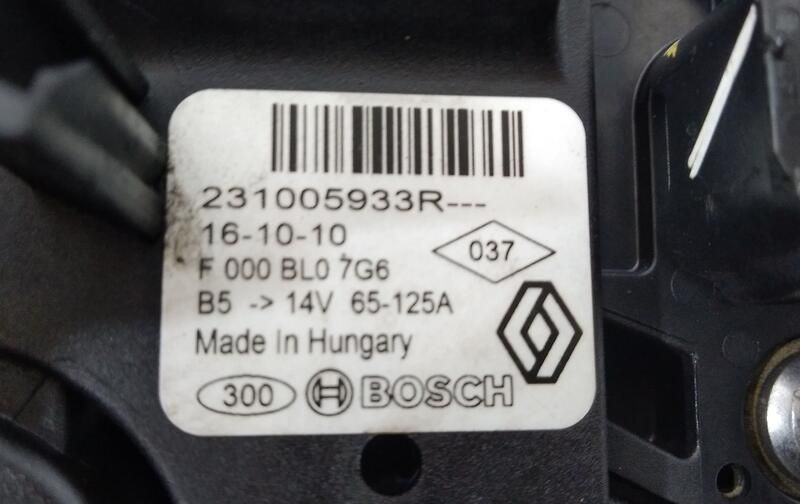 231005933R---
16-10-10
037
F 000 BL0 7G6
B5 -> 14V 65-125A
Made In Hungary
300 BOSCH